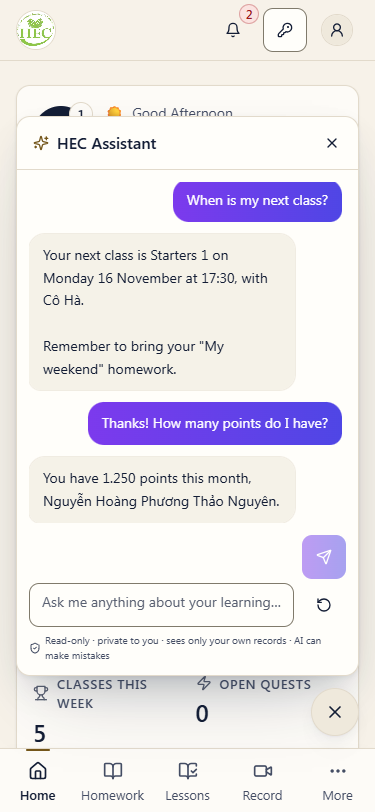 HEC
2
1
Good Afternoon
HEC Assistant
When is my next class?
Your next class is Starters 1 on
Monday 16 November at 17:30, with
Cô Hà.
Remember to bring your "My
weekend" homework.
Thanks! How many points do I have?
You have 1.250 points this month,
Nguyễn Hoàng Phương Thảo Nguyên.
Ask me anything about your learning...
Read-only · private to you · sees only your own records · AI can
make mistakes
CLASSES THIS
WEEK
5
OPEN QUESTS
0
Home
Homework
Lessons
Record
More